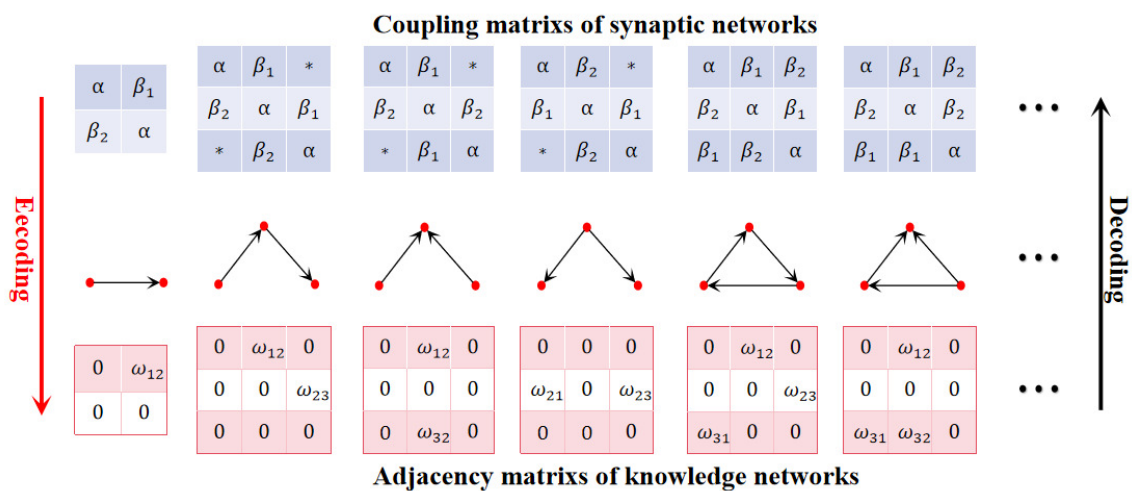 Coupling matrixs of synaptic networks
α β₁ * α β₁ * α β₂ * α β₁ β₂ α β₁ β₂
α β₁
β₂ α β₁ β₂ α β₂ β₁ α β₁ β₂ α β₁ β₂ α β₂ •••
β₂ α
* β₂ α * β₁ α * β₂ α β₁ β₂ α β₁ β₁ α
Eecoding
Decoding
•••
0 ω₁₂ 0 0 ω₁₂ 0 0 0 0 0 ω₁₂ 0 0 ω₁₂ 0
0 ω₁₂
0 0 ω₂₃ 0 0 0 ω₂₁ 0 ω₂₃ 0 0 ω₂₃ 0 0 0 •••
0 0
0 0 0 0 ω₃₂ 0 0 0 0 ω₃₁ 0 0 ω₃₁ ω₃₂ 0
Adjacency matrixs of knowledge networks